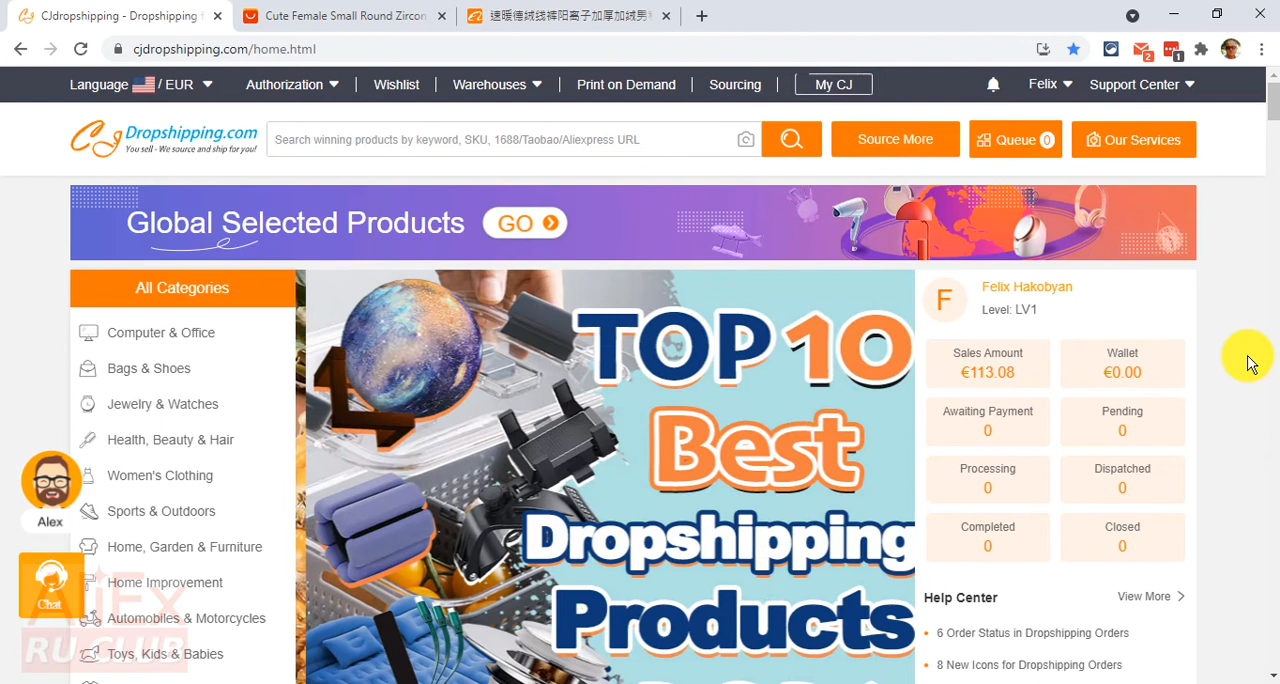 CJdropshipping - Dropshipping f
Cute Female Small Round Zircon
cjdropshipping.com/home.html
2
1
Language / EUR
Authorization
Wishlist
Warehouses
Print on Demand
Sourcing
My CJ
Felix
Support Center
CJ Dropshipping.com
You sell - We source and ship for you!
Search winning products by keyword, SKU, 1688/Taobao/Aliexpress URL
Source More
Queue 0
Our Services
Global Selected Products
GO
All Categories
Computer & Office
Bags & Shoes
Jewelry & Watches
Health, Beauty & Hair
Women's Clothing
Sports & Outdoors
Home, Garden & Furniture
Home Improvement
Automobiles & Motorcycles
Toys, Kids & Babies
Alex
Chat
ALIEX
RU.CLUB
TOP 10
Best
Dropshipping
Products
F
Felix Hakobyan
Level: LV1
Sales Amount
€113.08
Wallet
€0.00
Awaiting Payment
0
Pending
0
Processing
0
Dispatched
0
Completed
0
Closed
0
Help Center
View More
6 Order Status in Dropshipping Orders
8 New Icons for Dropshipping Orders